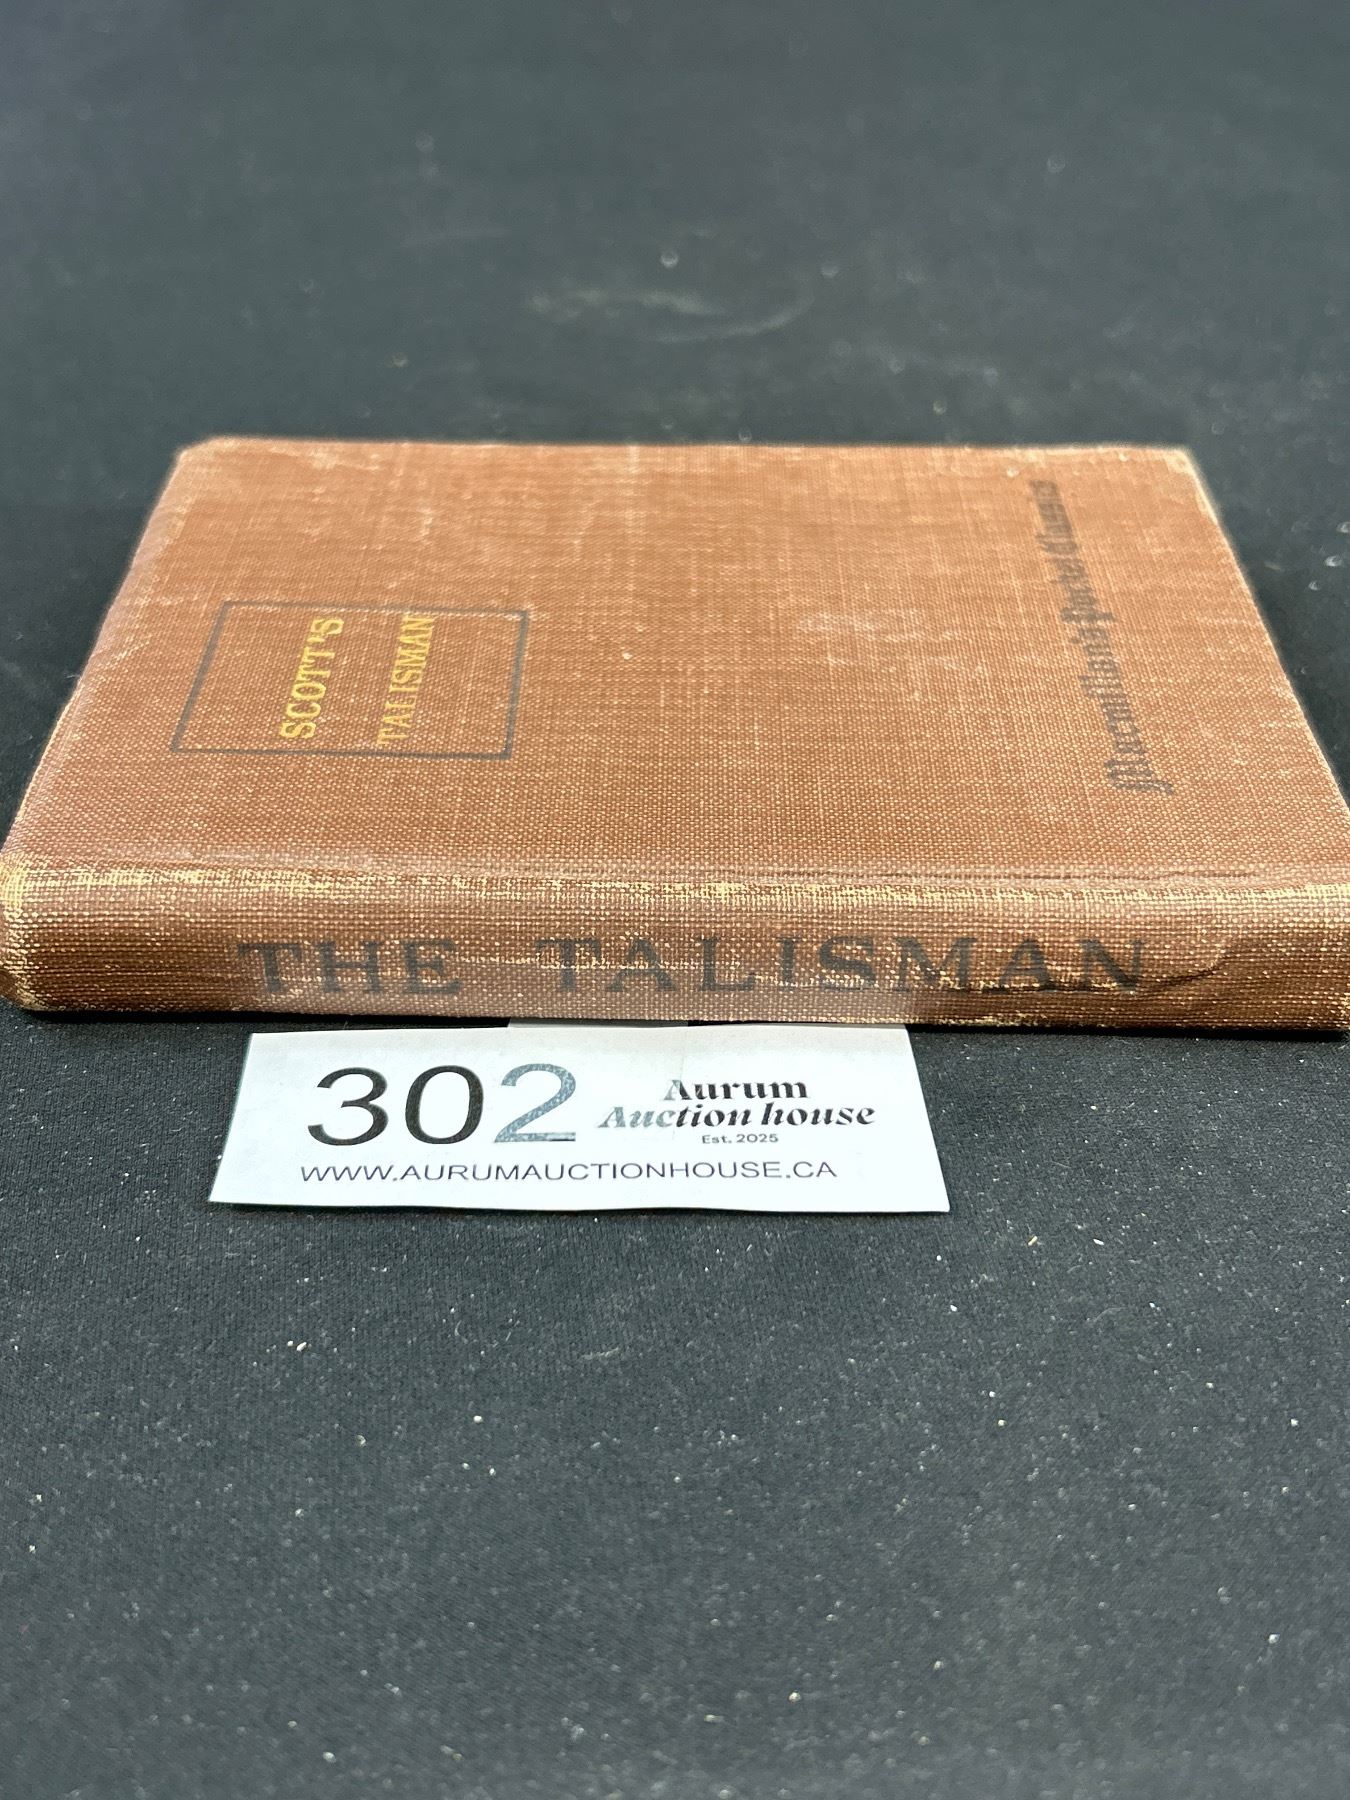 SCOTT'S
TALISMAN
Macmillan's Pocket Classics
THE TALISMAN
302
Aurum
Auction house
Est. 2025
WWW.AURUMAUCTIONHOUSE.CA